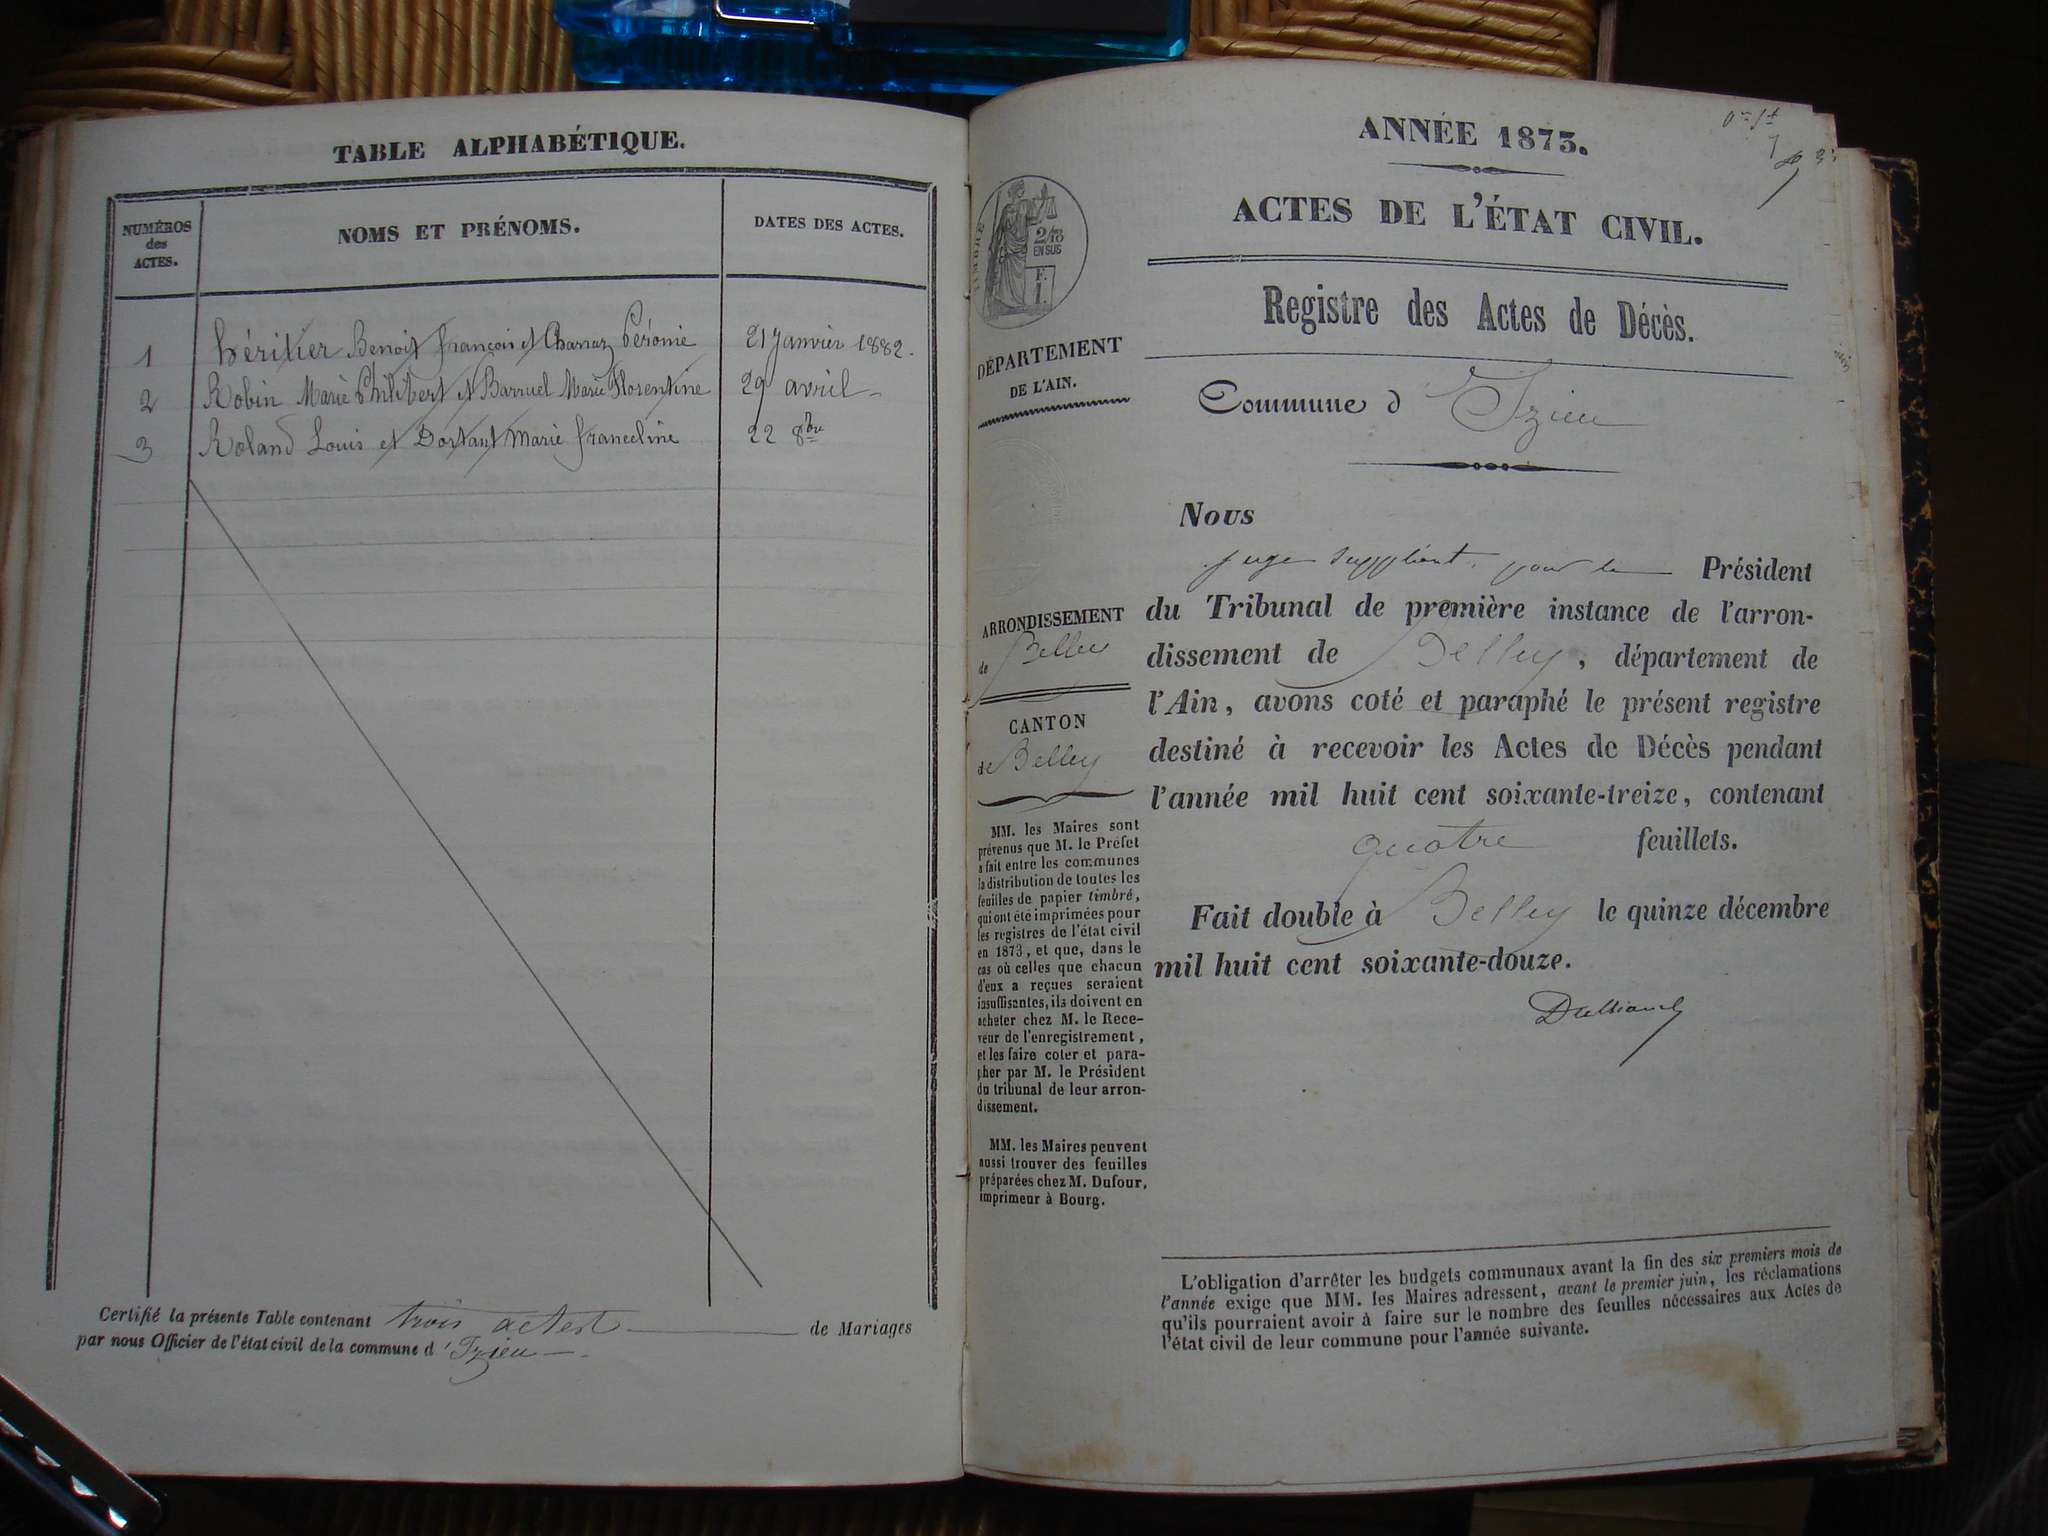 TABLE ALPHABÉTIQUE.
NUMÉROS
des
ACTES.
NOMS ET PRÉNOMS.
DATES DES ACTES.
1 héritier Benoit françois et Charvaz Péronie 21 janvier 1882.
2 Robin Marie Philibert et Barruel Marie Florentine 29 avril -
3 Roland Louis et Dortant Marie franceline 22 8bre
Certifié la présente Table contenant trois actes de Mariages
par nous Officier de l'état civil de la commune d'Izieu
ANNÉE 1873.
ACTES DE L'ÉTAT CIVIL.
TIMBRE
2/10
EN SUS
F.
1.
Registre des Actes de Décès.
DÉPARTEMENT
DE L'AIN.
Commune d Izieu
Nous
juge suppléant, pour le Président
ARRONDISSEMENT
de Belley
CANTON
de Belley
du Tribunal de première instance de l'arron-
dissement de Belley, département de
l'Ain, avons coté et paraphé le présent registre
destiné à recevoir les Actes de Décès pendant
l'année mil huit cent soixante-treize, contenant
quatre feuillets.
Fait double à Belley le quinze décembre
mil huit cent soixante-douze.
MM. les Maires sont
prévenus que M. le Préfet
a fait entre les communes
la distribution de toutes les
feuilles de papier timbré,
qui ont été imprimées pour
les registres de l'état civil
en 1873, et que, dans le
cas où celles que chacun
d'eux a reçues seraient
insuffisantes, ils doivent en
acheter chez M. le Rece-
veur de l'enregistrement,
et les faire coter et para-
pher par M. le Président
du tribunal de leur arron-
dissement.
MM. les Maires peuvent
aussi trouver des feuilles
préparées chez M. Dufour,
imprimeur à Bourg.
L'obligation d'arrêter les budgets communaux avant la fin des six premiers mois de
l'année exige que MM. les Maires adressent, avant le premier juin, les réclamations
qu'ils pourraient avoir à faire sur le nombre des feuilles nécessaires aux Actes de
l'état civil de leur commune pour l'année suivante.